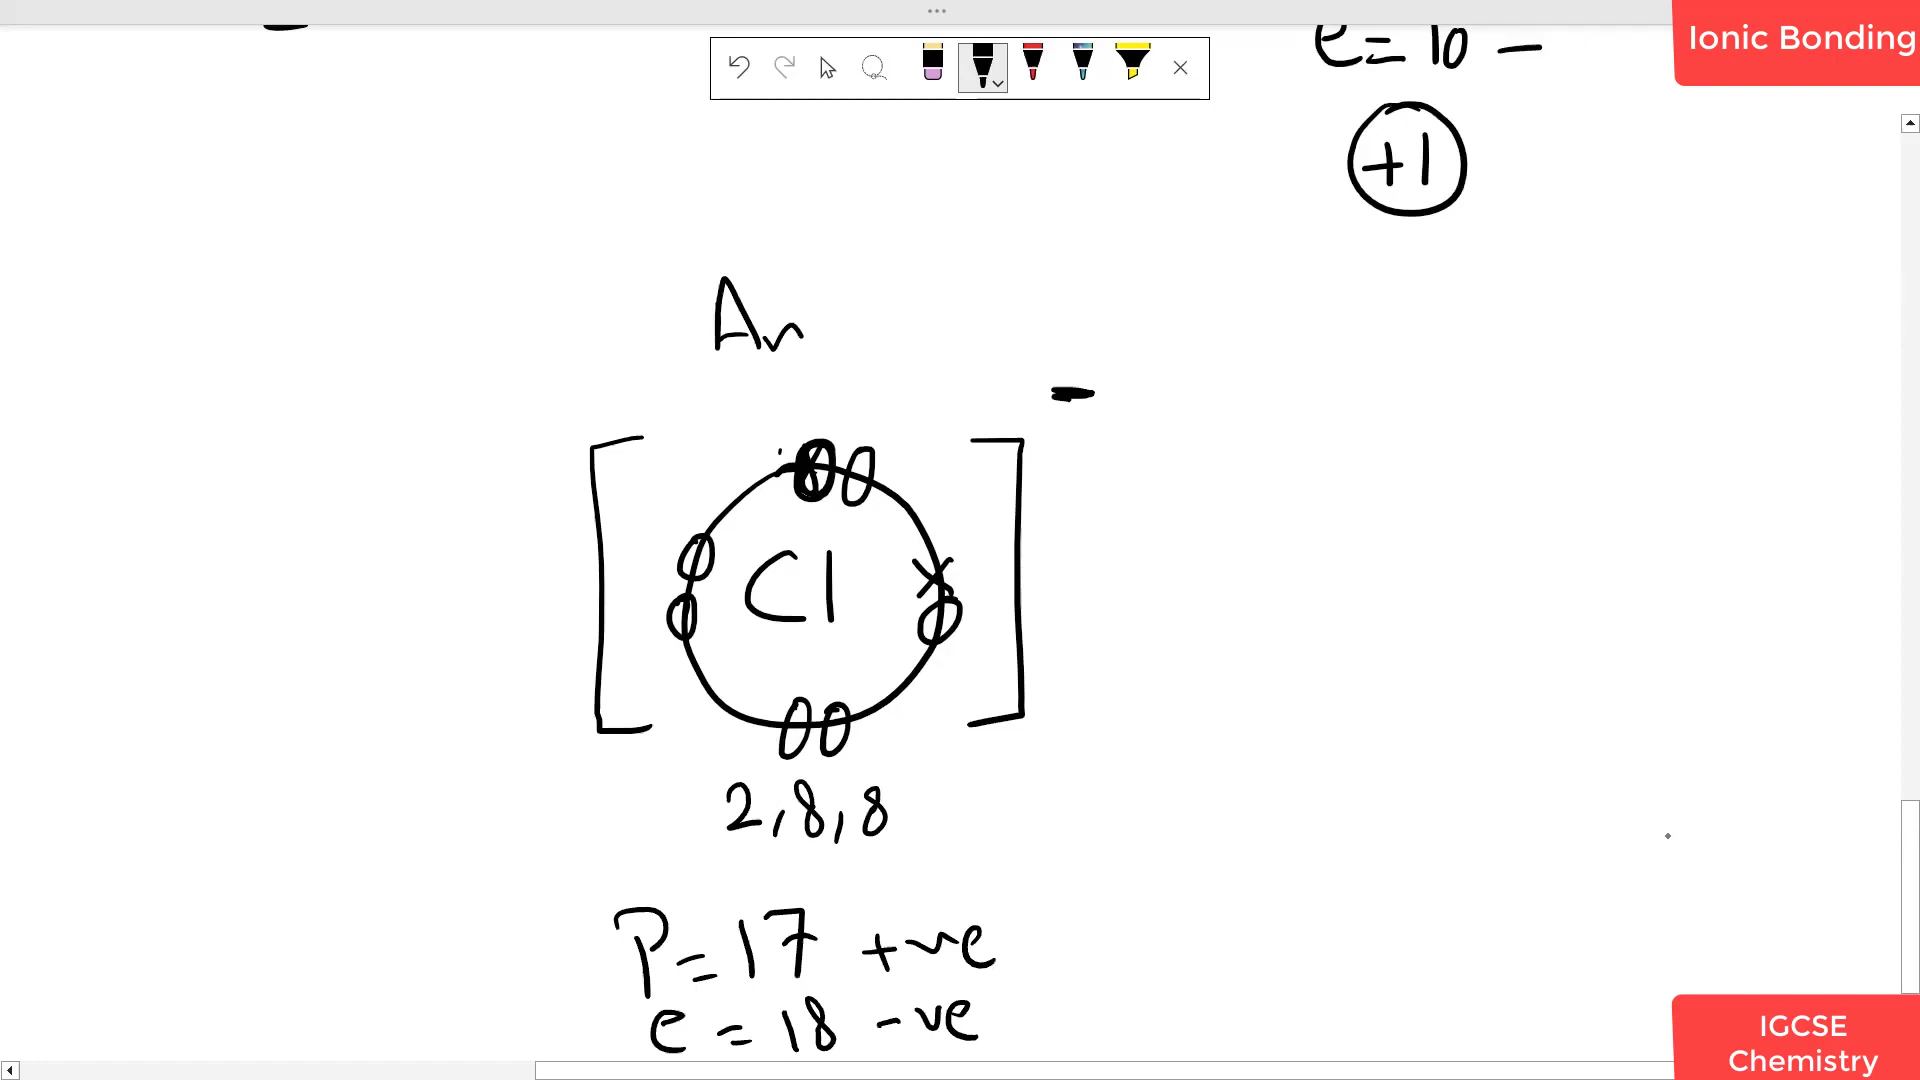 Ionic Bonding
e = 10 -
+1
Ar
-
Cl
2,8,8
P = 17 +ve
e = 18 -ve
IGCSE
Chemistry